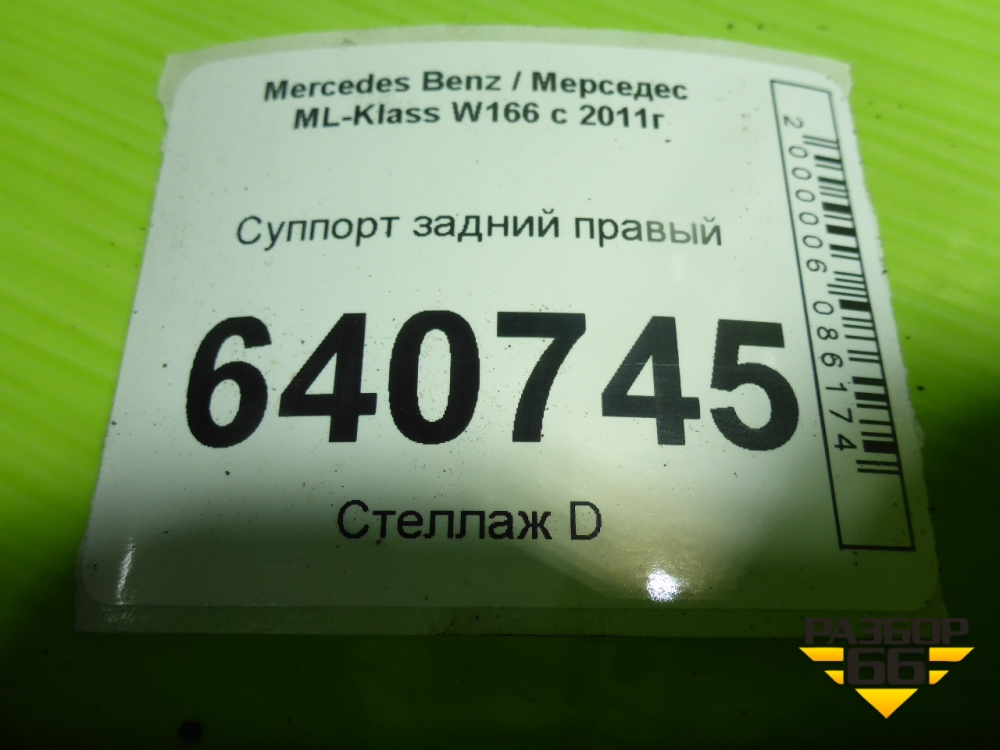 Mercedes Benz / Мерседес
ML-Klass W166 с 2011г
Суппорт задний правый
640745
Стеллаж D
2000006086174
РАЗБОР
66